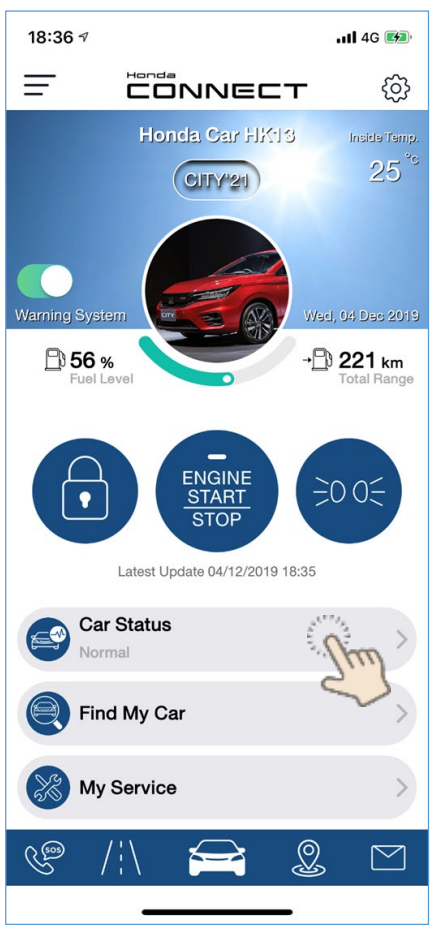 18:36
4G
Honda
CONNECT
Honda Car HK13
Inside Temp.
CITY'21
25 °C
CITY
Warning System
Wed, 04 Dec 2019
56 %
Fuel Level
221 km
Total Range
ENGINE
START
STOP
Latest Update 04/12/2019 18:35
Car Status
Normal
Find My Car
My Service
SOS